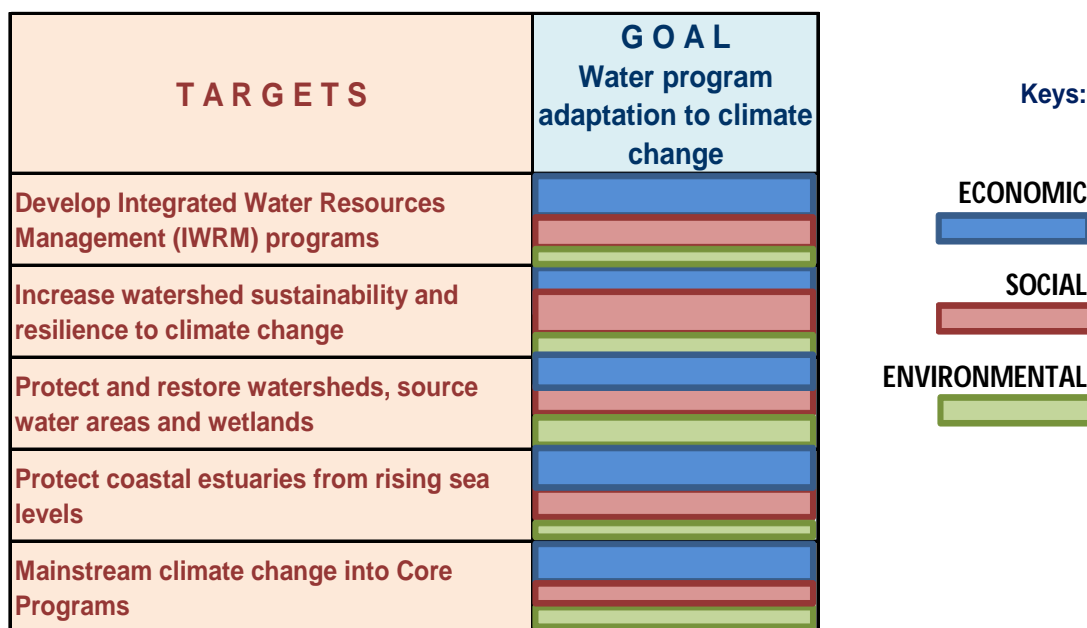 T A R G E T S
G O A L
Water program
adaptation to climate
change
Develop Integrated Water Resources
Management (IWRM) programs
Increase watershed sustainability and
resilience to climate change
Protect and restore watersheds, source
water areas and wetlands
Protect coastal estuaries from rising sea
levels
Mainstream climate change into Core
Programs
Keys:
ECONOMIC
SOCIAL
ENVIRONMENTAL